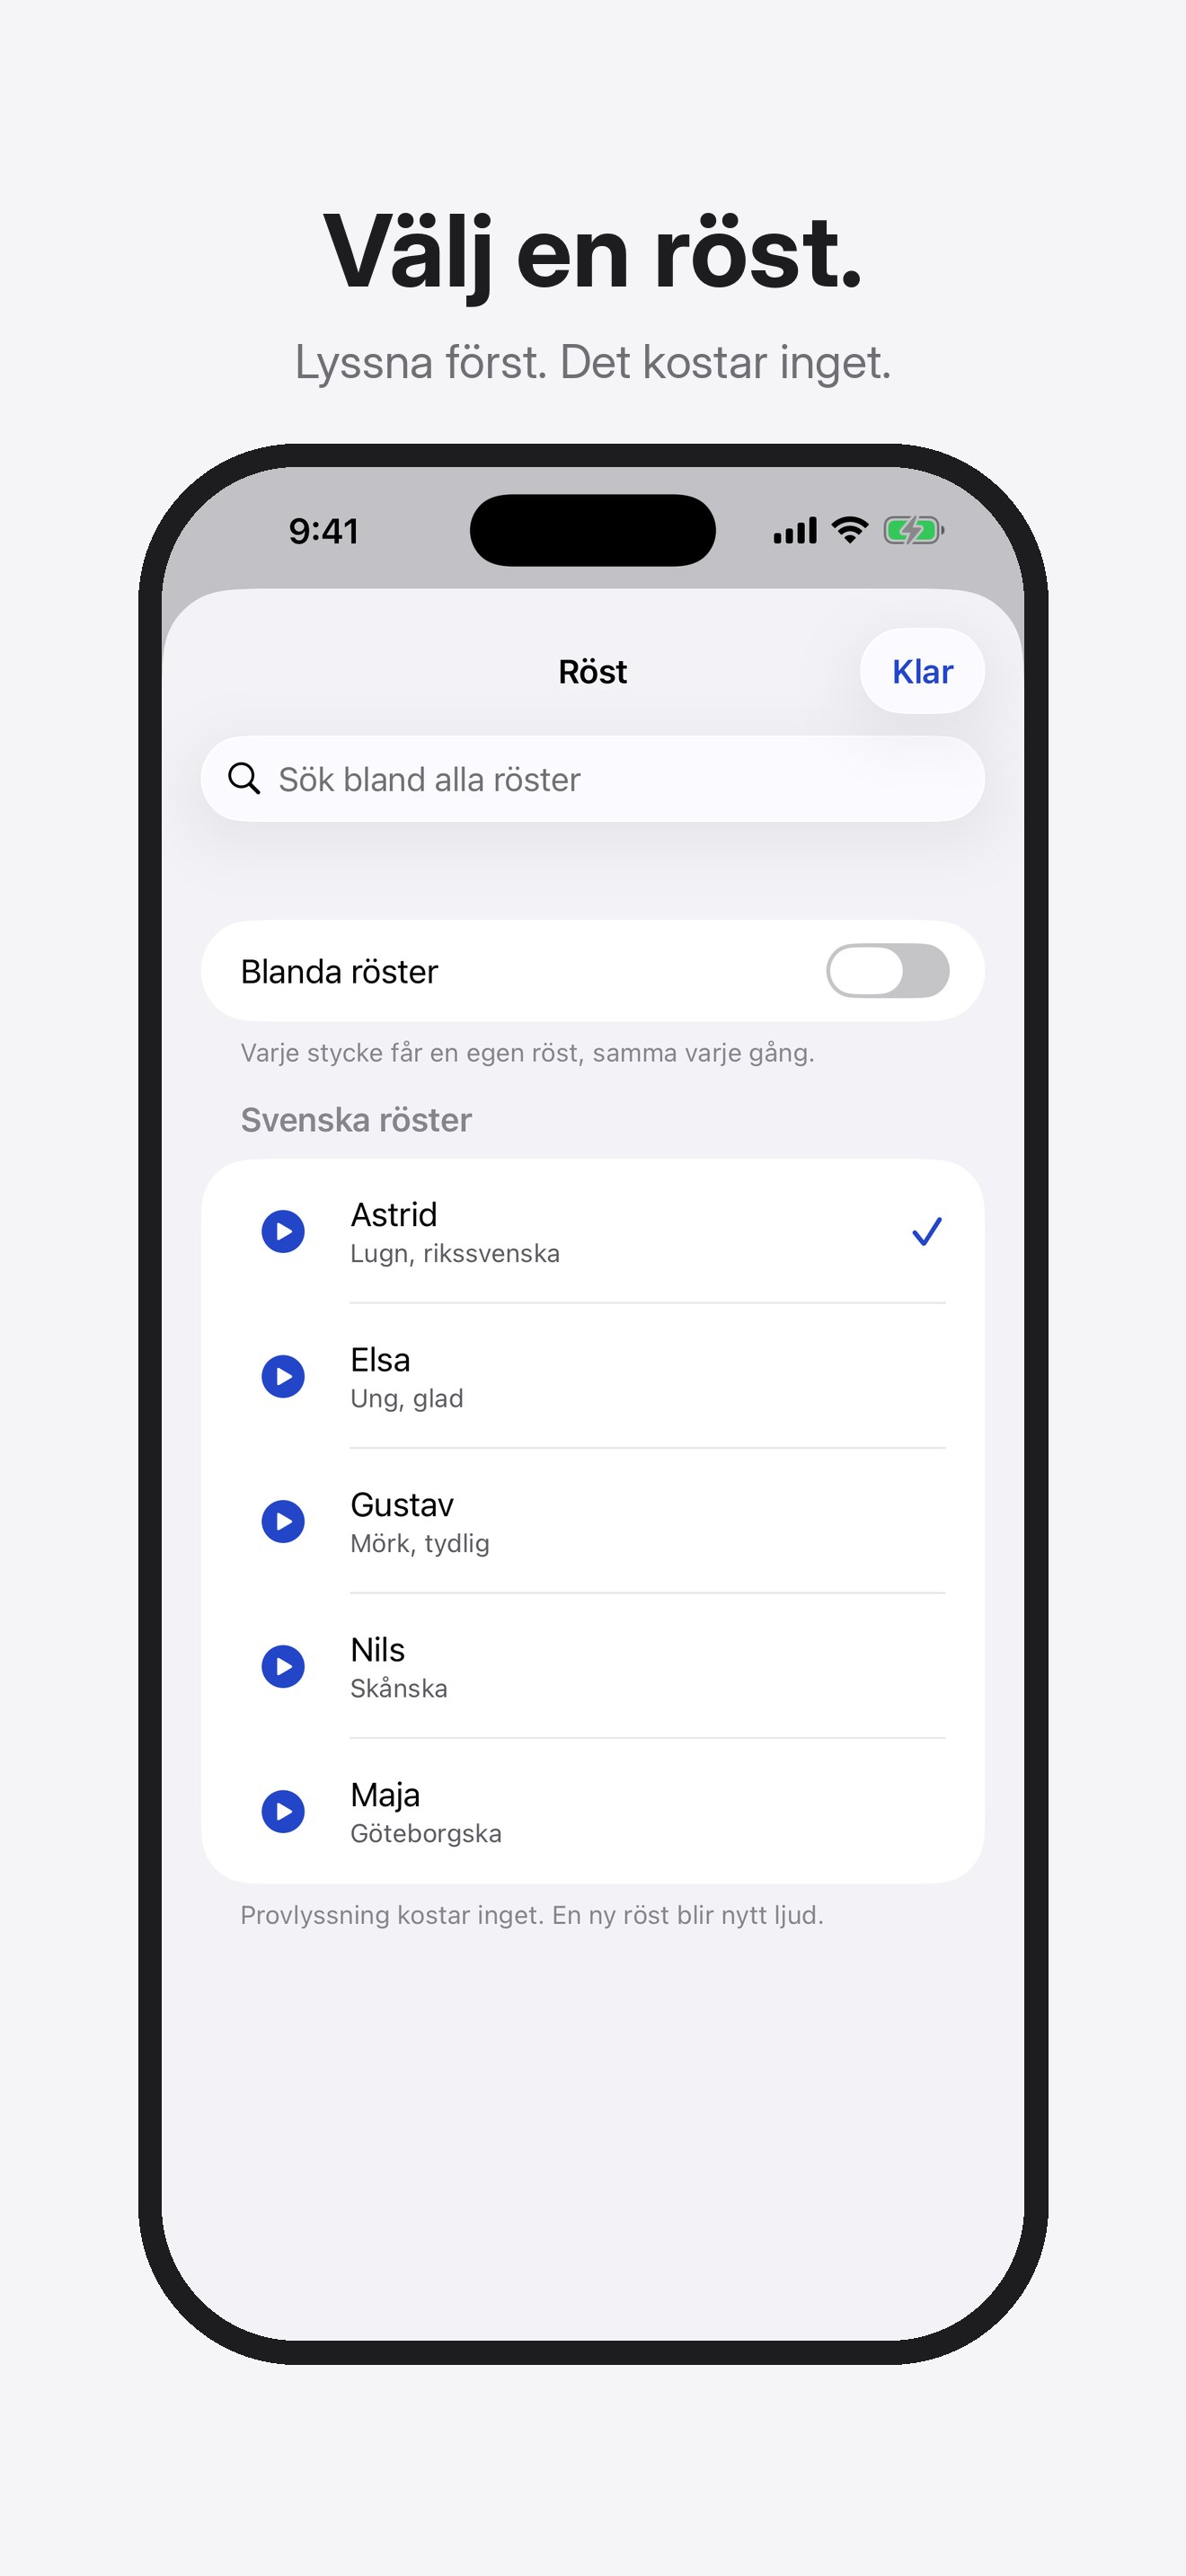 Välj en röst.
Lyssna först. Det kostar inget.
9:41
Röst
Klar
Sök bland alla röster
Blanda röster
Varje stycke får en egen röst, samma varje gång.
Svenska röster
Astrid
Lugn, rikssvenska
Elsa
Ung, glad
Gustav
Mörk, tydlig
Nils
Skånska
Maja
Göteborgska
Provlyssning kostar inget. En ny röst blir nytt ljud.